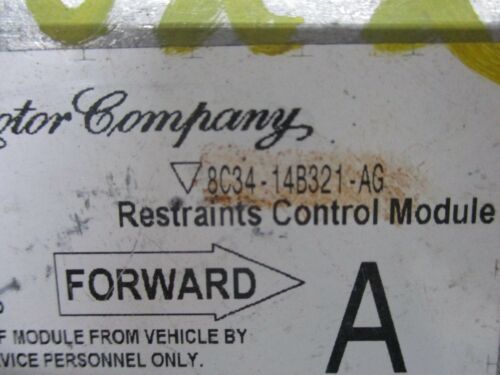 otor Company
8C34-14B321-AG
Restraints Control Module
FORWARD
A
F MODULE FROM VEHICLE BY
VICE PERSONNEL ONLY.